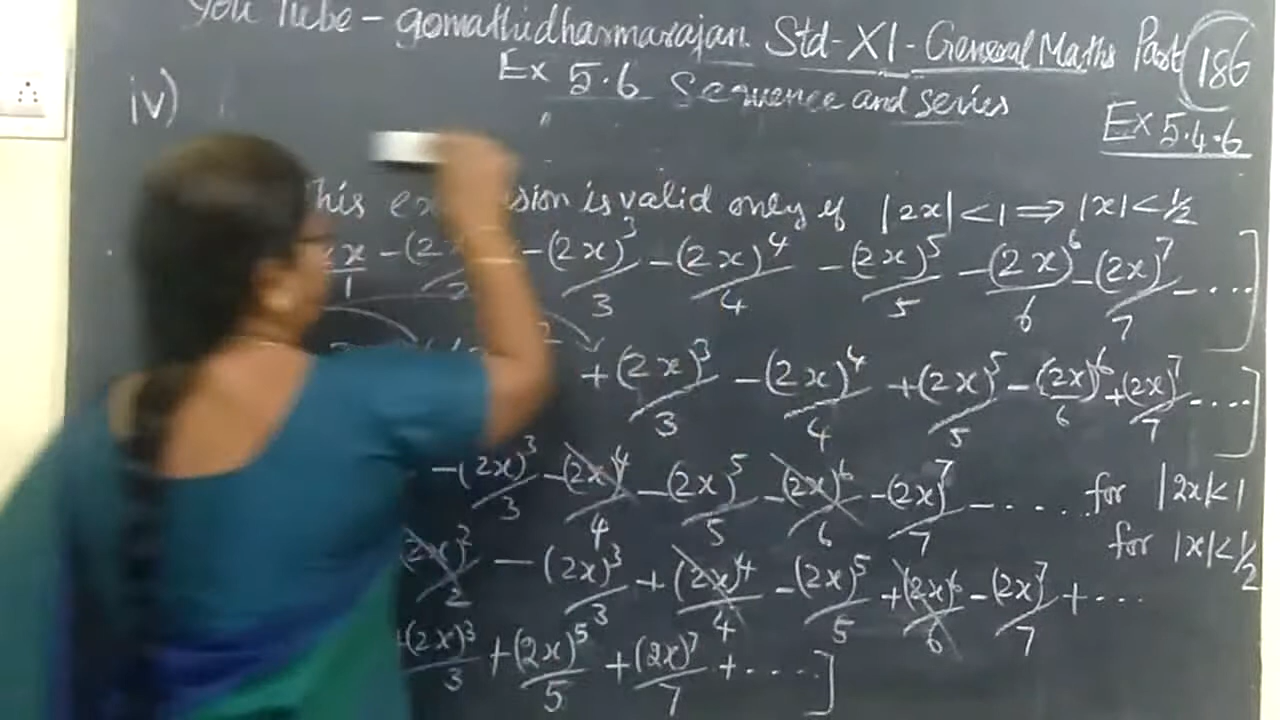 You Tube - gomathidharmarajan. Std-XI-General Maths Part 186
Ex 5.6 Sequence and series
Ex 5.4.6
iv)
is valid only if |2x|<1 ⇒ |x|<1/2
-(2x)^3/3 -(2x)^4/4 -(2x)^5/5 -(2x)^6/6 -(2x)^7/7 - ....]
+(2x)^3/3 -(2x)^4/4 +(2x)^5/5 -(2x)^6/6 +(2x)^7/7 - ....]
-(2x)^3/3 -(2x)^4/4 -(2x)^5/5 -(2x)^6/6 -(2x)^7/7 - ..... for |2x|<1
for |x|<1/2
(2x)^2/2 -(2x)^3/3 +(2x)^4/4 -(2x)^5/5 +(2x)^6/6 -(2x)^7/7 + ...
+(2x)^3/3 +(2x)^5/5 +(2x)^7/7 + ....]